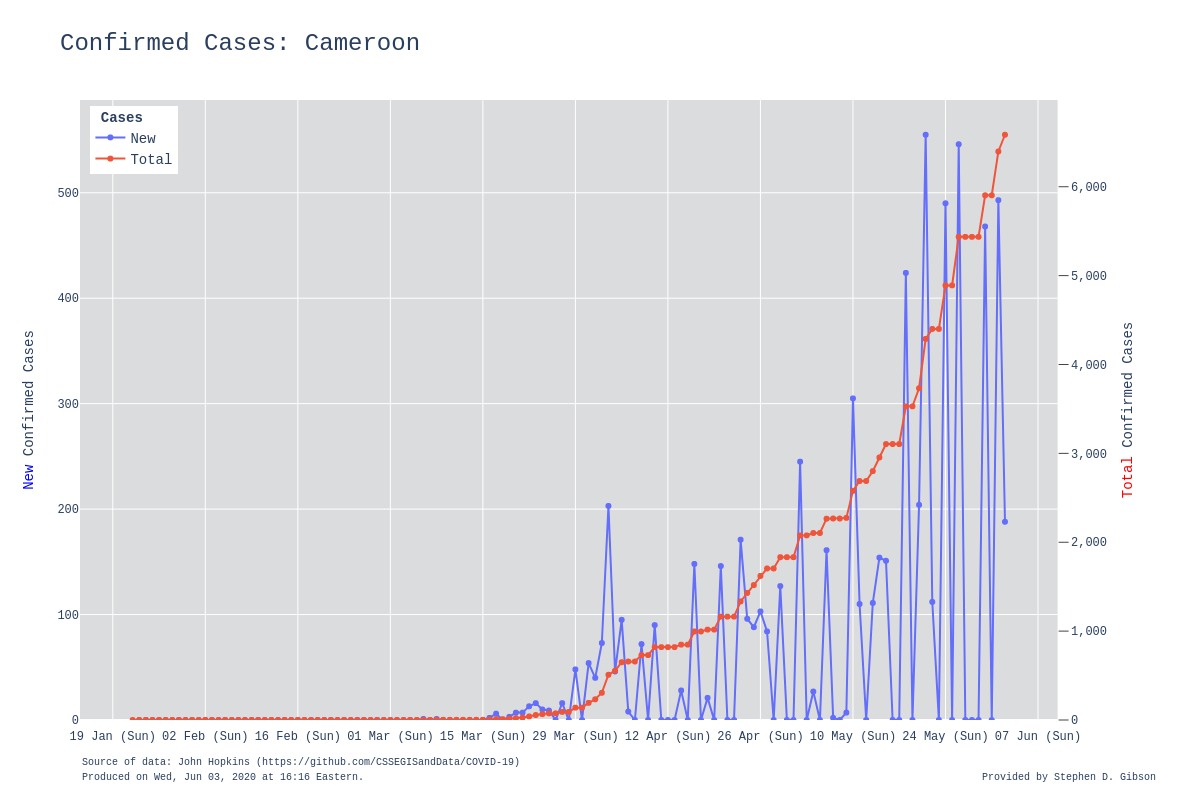 Confirmed Cases: Cameroon
Cases
New
Total
500
400
300
200
100
0
6,000
5,000
4,000
3,000
2,000
1,000
0
New Confirmed Cases
Total Confirmed Cases
19 Jan (Sun) 02 Feb (Sun) 16 Feb (Sun) 01 Mar (Sun) 15 Mar (Sun) 29 Mar (Sun) 12 Apr (Sun) 26 Apr (Sun) 10 May (Sun) 24 May (Sun) 07 Jun (Sun)
Source of data: John Hopkins (https://github.com/CSSEGISandData/COVID-19)
Produced on Wed, Jun 03, 2020 at 16:16 Eastern.
Provided by Stephen D. Gibson